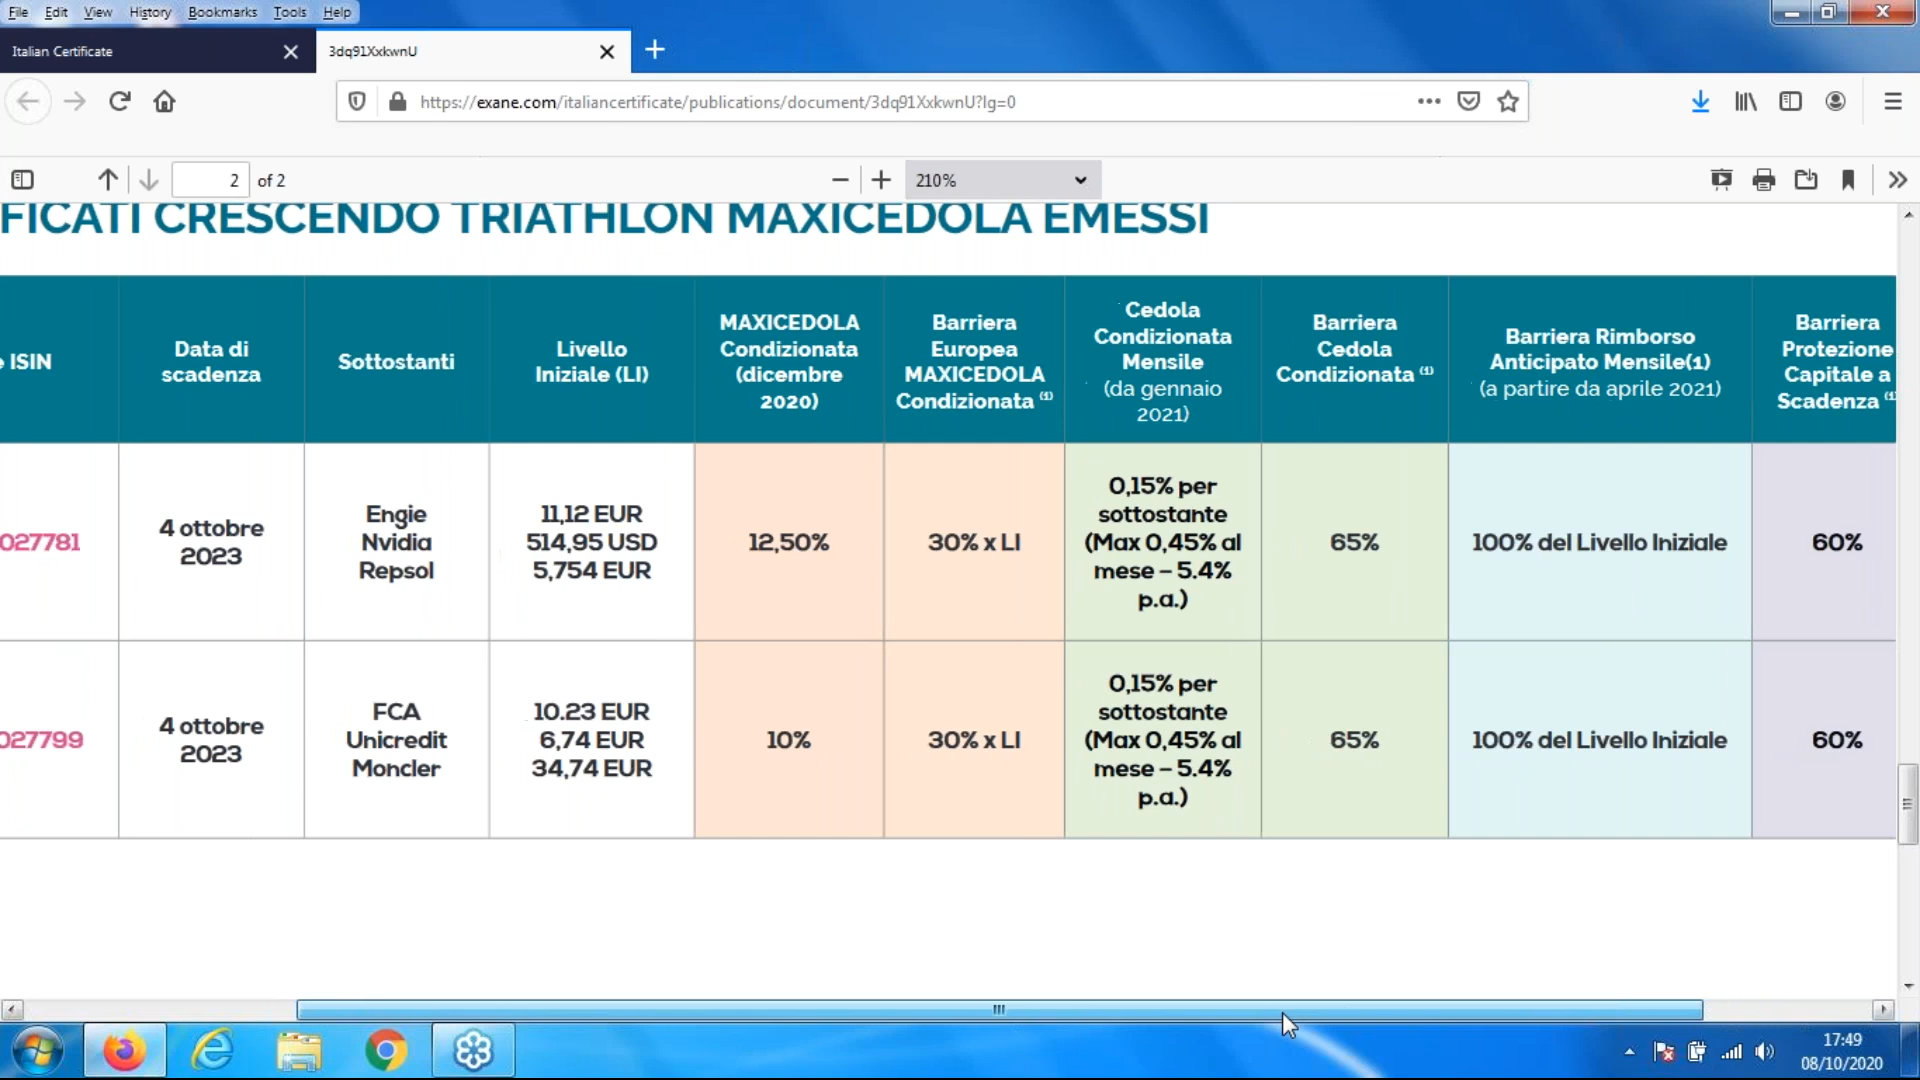 File Edit View History Bookmarks Tools Help
Italian Certificate
3dq91XxkwnU
https://exane.com/italiancertificate/publications/document/3dq91XxkwnU?lg=0
2 of 2
210%
FICATI CRESCENDO TRIATHLON MAXICEDOLA EMESSI
ISIN
Data di
scadenza
Sottostanti
Livello
Iniziale (LI)
MAXICEDOLA
Condizionata
(dicembre
2020)
Barriera
Europea
MAXICEDOLA
Condizionata (1)
Cedola
Condizionata
Mensile
(da gennaio
2021)
Barriera
Cedola
Condizionata (1)
Barriera Rimborso
Anticipato Mensile(1)
(a partire da aprile 2021)
Barriera
Protezione
Capitale a
Scadenza (1
027781
4 ottobre
2023
Engie
Nvidia
Repsol
11,12 EUR
514,95 USD
5,754 EUR
12,50%
30% x LI
0,15% per
sottostante
(Max 0,45% al
mese – 5.4%
p.a.)
65%
100% del Livello Iniziale
60%
027799
4 ottobre
2023
FCA
Unicredit
Moncler
10.23 EUR
6,74 EUR
34,74 EUR
10%
30% x LI
0,15% per
sottostante
(Max 0,45% al
mese – 5.4%
p.a.)
65%
100% del Livello Iniziale
60%
17:49
08/10/2020